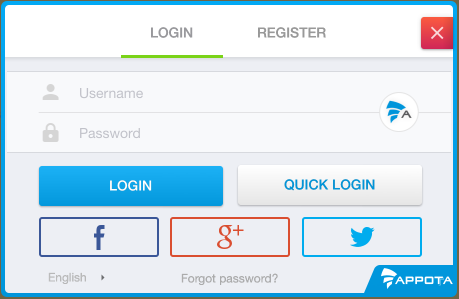 LOGIN REGISTER
Username
A
Password
LOGIN QUICK LOGIN
f g+
English Forgot password?
APPOTA